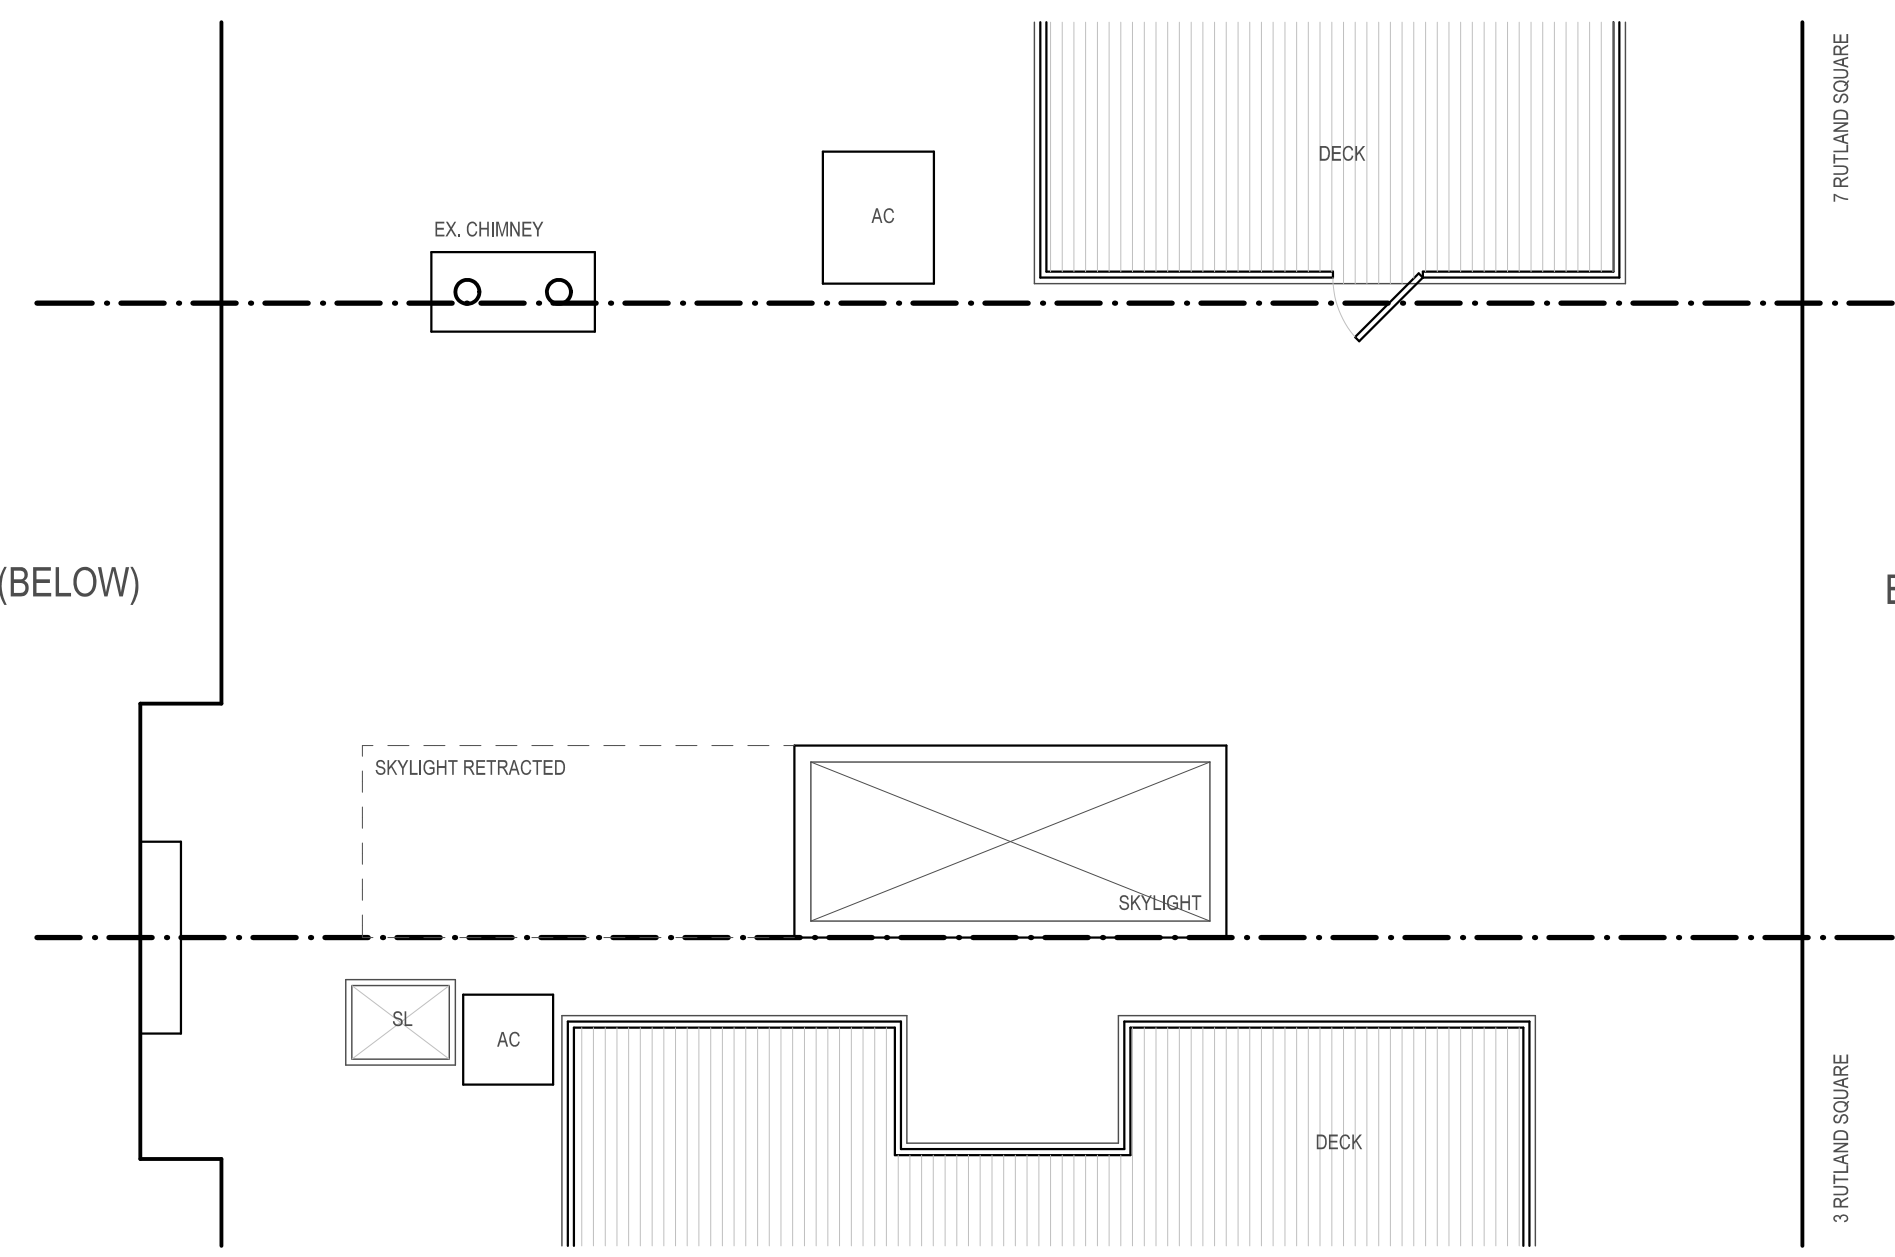 7 RUTLAND SQUARE
DECK
AC
EX. CHIMNEY
(BELOW)
SKYLIGHT RETRACTED
SKYLIGHT
SL
AC
DECK
3 RUTLAND SQUARE